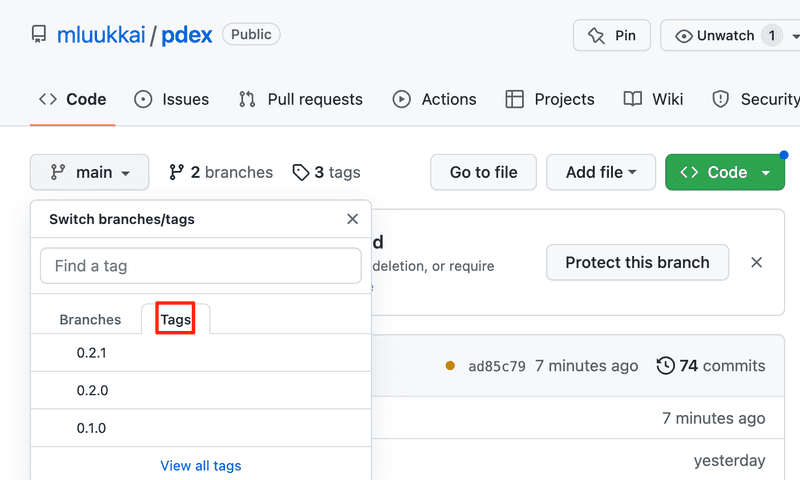 mluukkai / pdex Public Pin Unwatch 1
Code Issues Pull requests Actions Projects Wiki Security
main 2 branches 3 tags Go to file Add file Code
Switch branches/tags
Find a tag
Branches Tags
0.2.1
0.2.0
0.1.0
View all tags
d
deletion, or require
Protect this branch
ad85c79 7 minutes ago 74 commits
7 minutes ago
yesterday